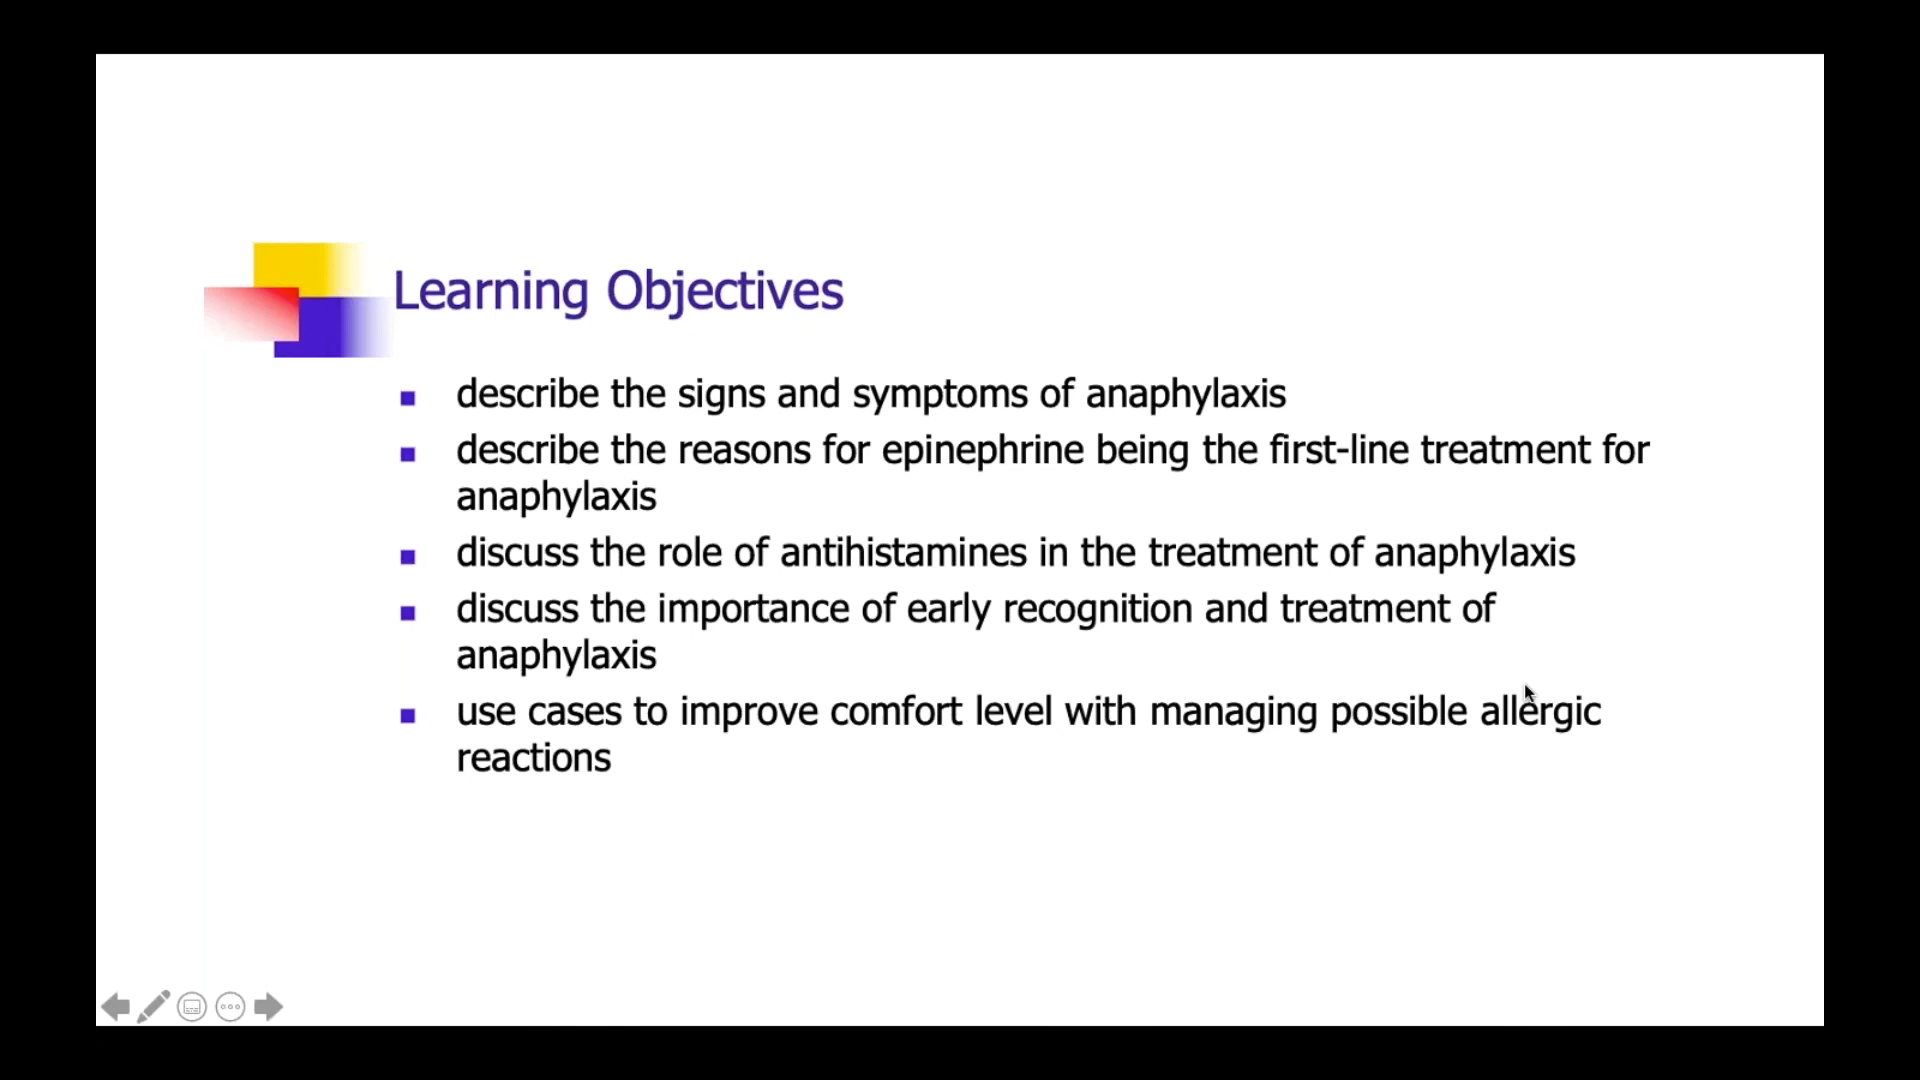 Learning Objectives
describe the signs and symptoms of anaphylaxis
describe the reasons for epinephrine being the first-line treatment for
anaphylaxis
discuss the role of antihistamines in the treatment of anaphylaxis
discuss the importance of early recognition and treatment of
anaphylaxis
use cases to improve comfort level with managing possible allergic
reactions